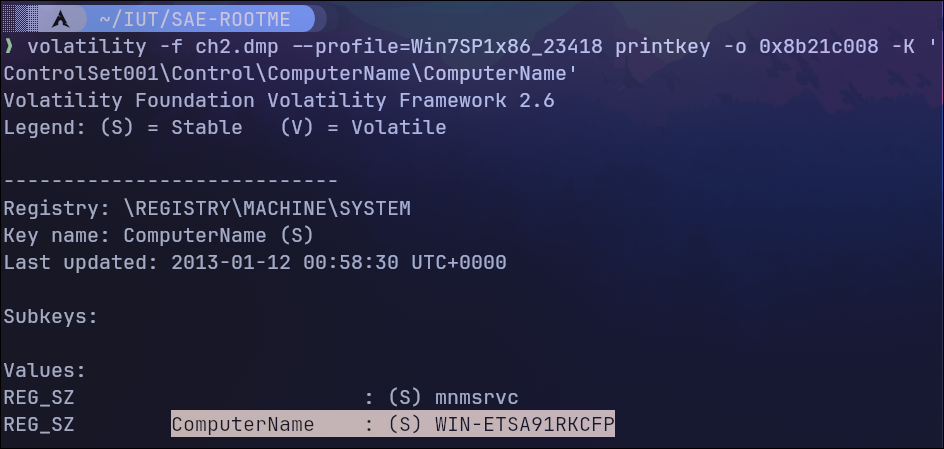 ~/IUT/SAE-ROOTME
❯ volatility -f ch2.dmp --profile=Win7SP1x86_23418 printkey -o 0x8b21c008 -K '
ControlSet001\Control\ComputerName\ComputerName'
Volatility Foundation Volatility Framework 2.6
Legend: (S) = Stable   (V) = Volatile
----------------------------
Registry: \REGISTRY\MACHINE\SYSTEM
Key name: ComputerName (S)
Last updated: 2013-01-12 00:58:30 UTC+0000
Subkeys:
Values:
REG_SZ                        : (S) mnmsrvc
REG_SZ        ComputerName    : (S) WIN-ETSA91RKCFP